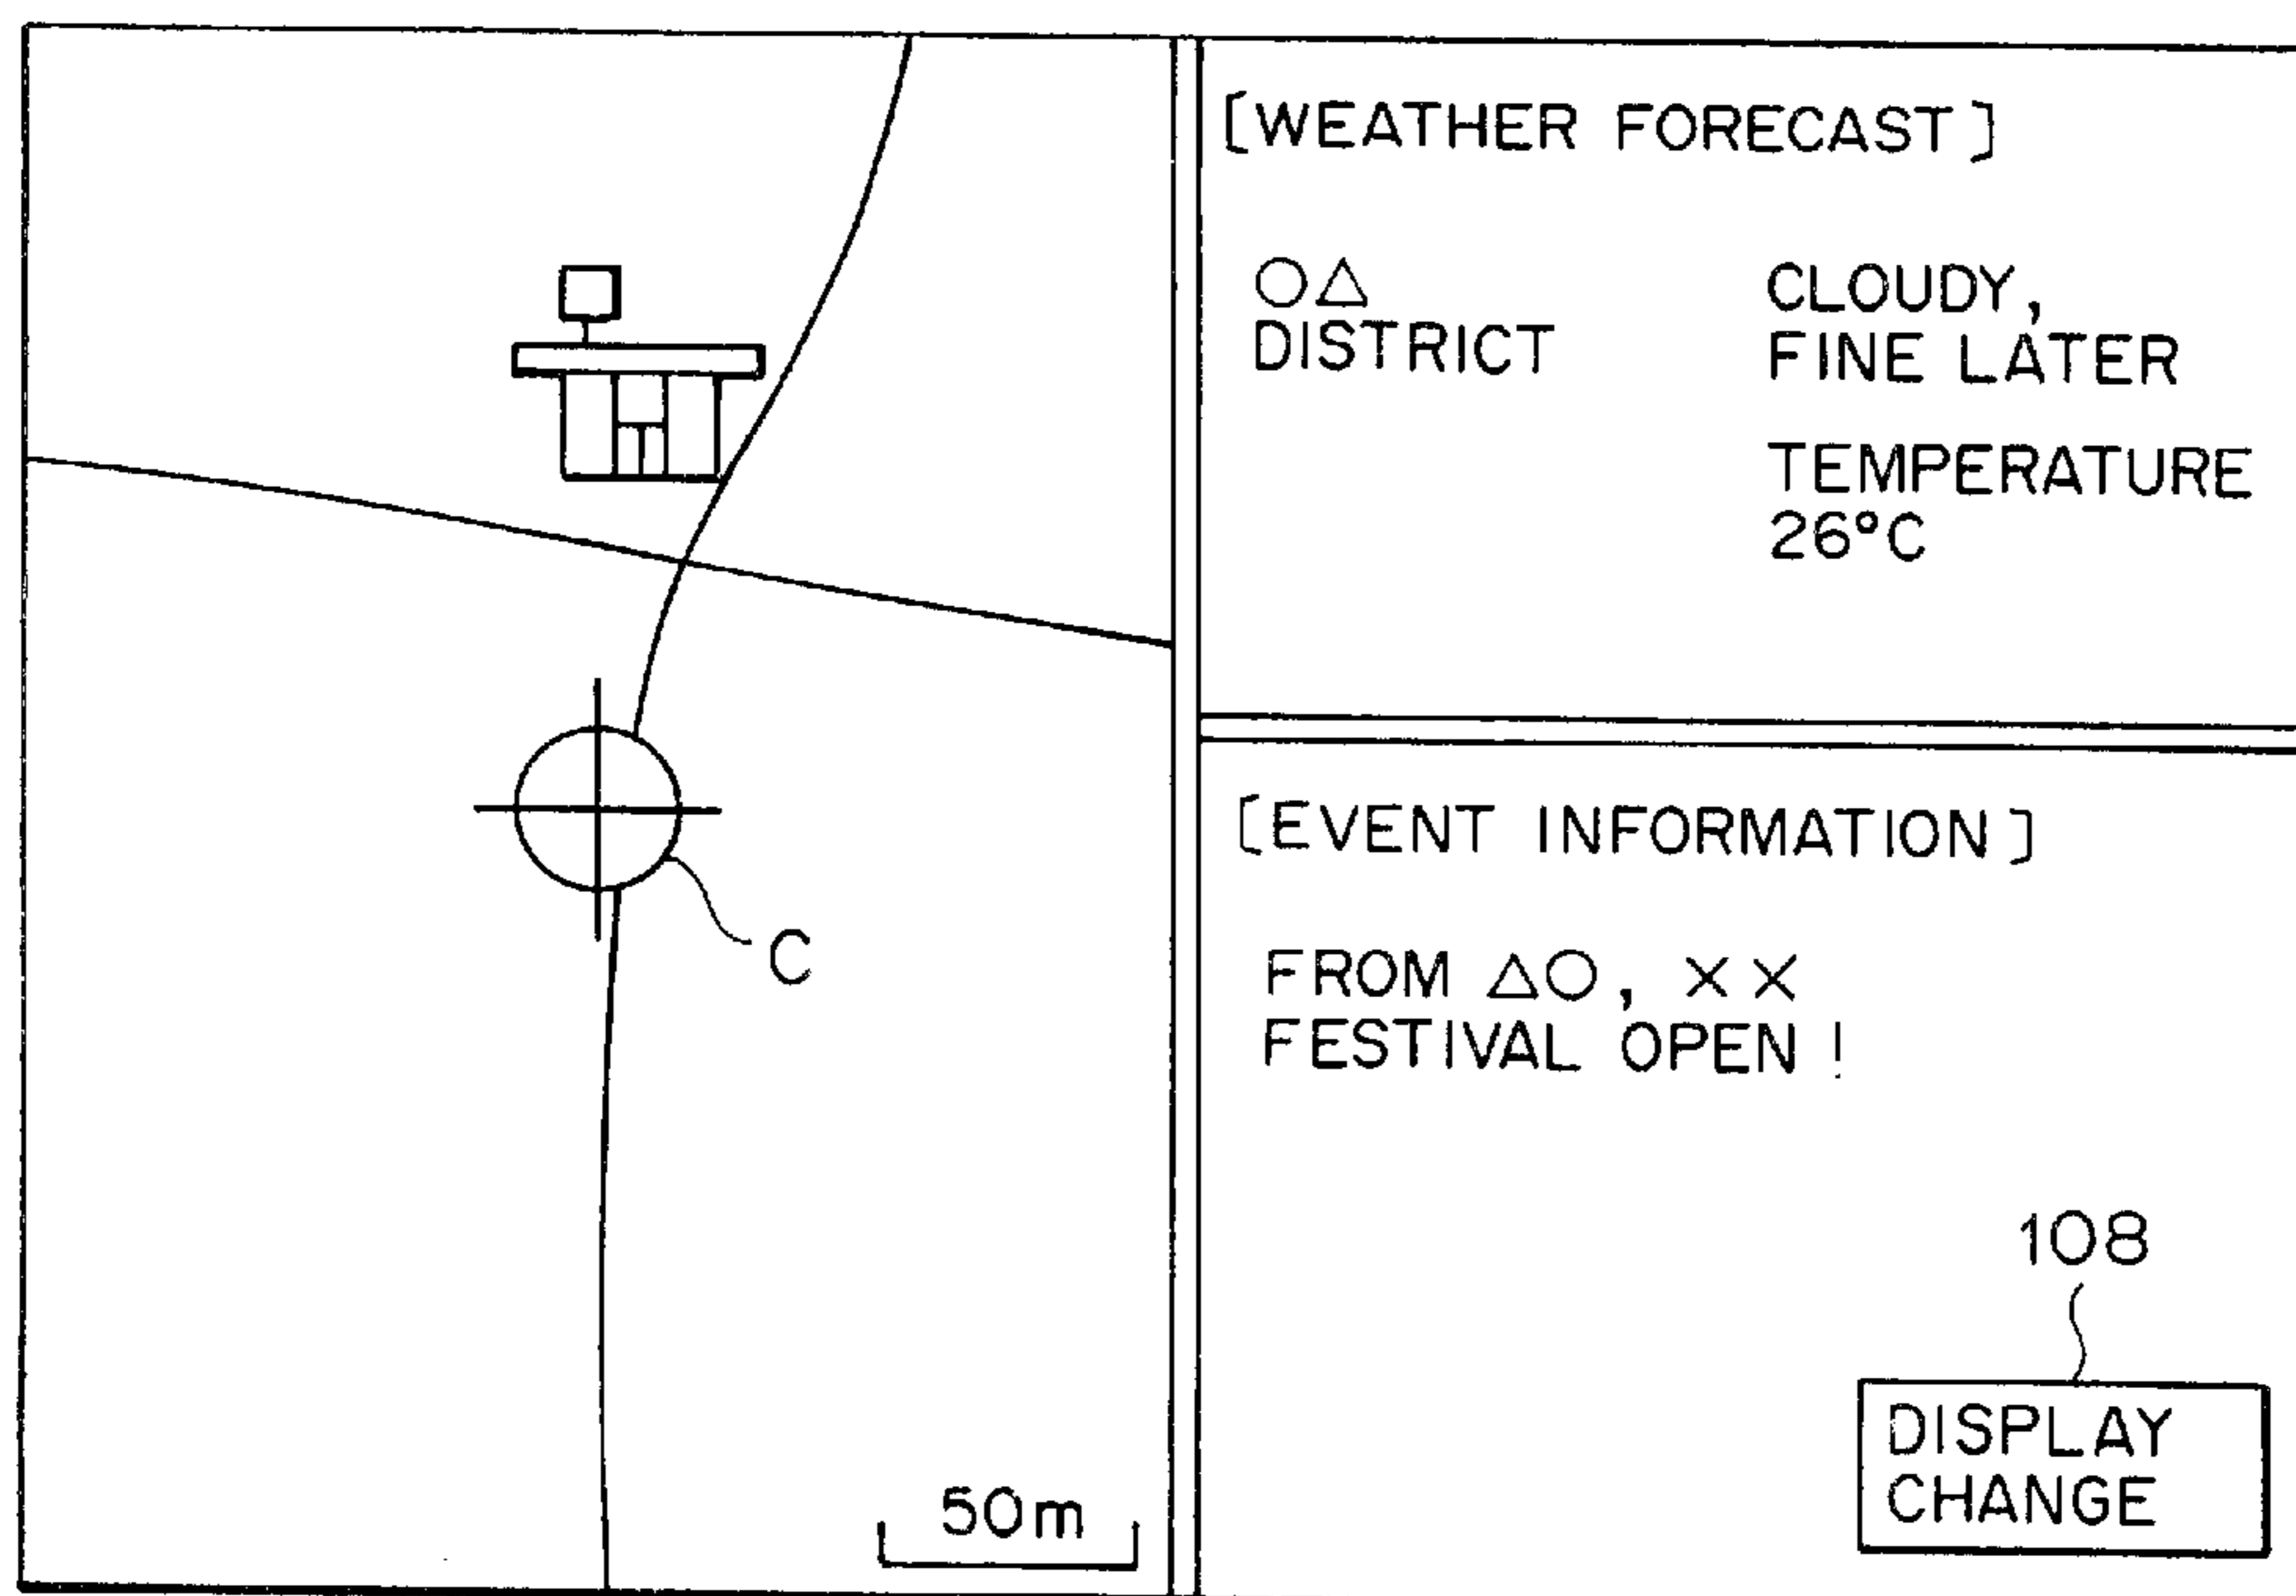 [WEATHER FORECAST]
○△
DISTRICT
CLOUDY,
FINE LATER
TEMPERATURE
26°C
C
50m
[EVENT INFORMATION]
FROM △○, ××
FESTIVAL OPEN!
108
DISPLAY
CHANGE